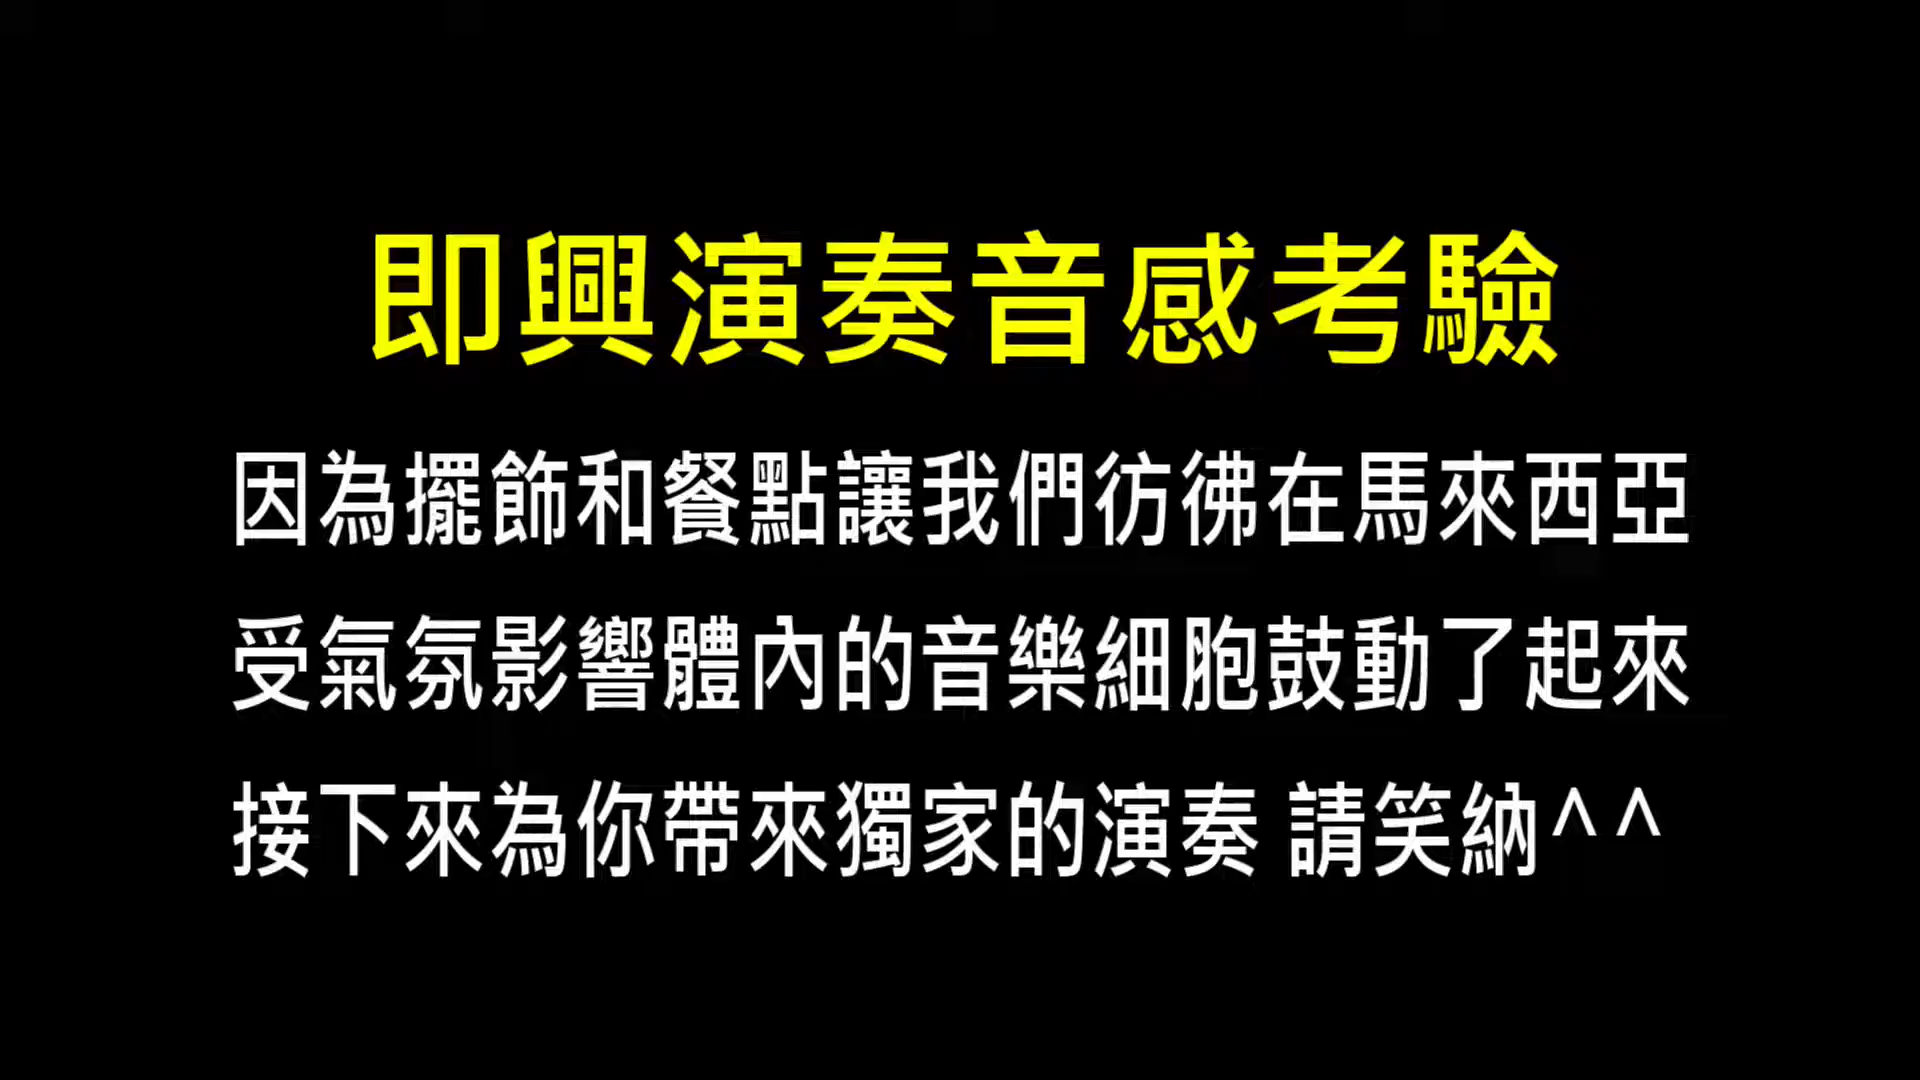 即興演奏音感考驗
因為擺飾和餐點讓我們彷彿在馬來西亞
受氣氛影響體內的音樂細胞鼓動了起來
接下來為你帶來獨家的演奏 請笑納^^